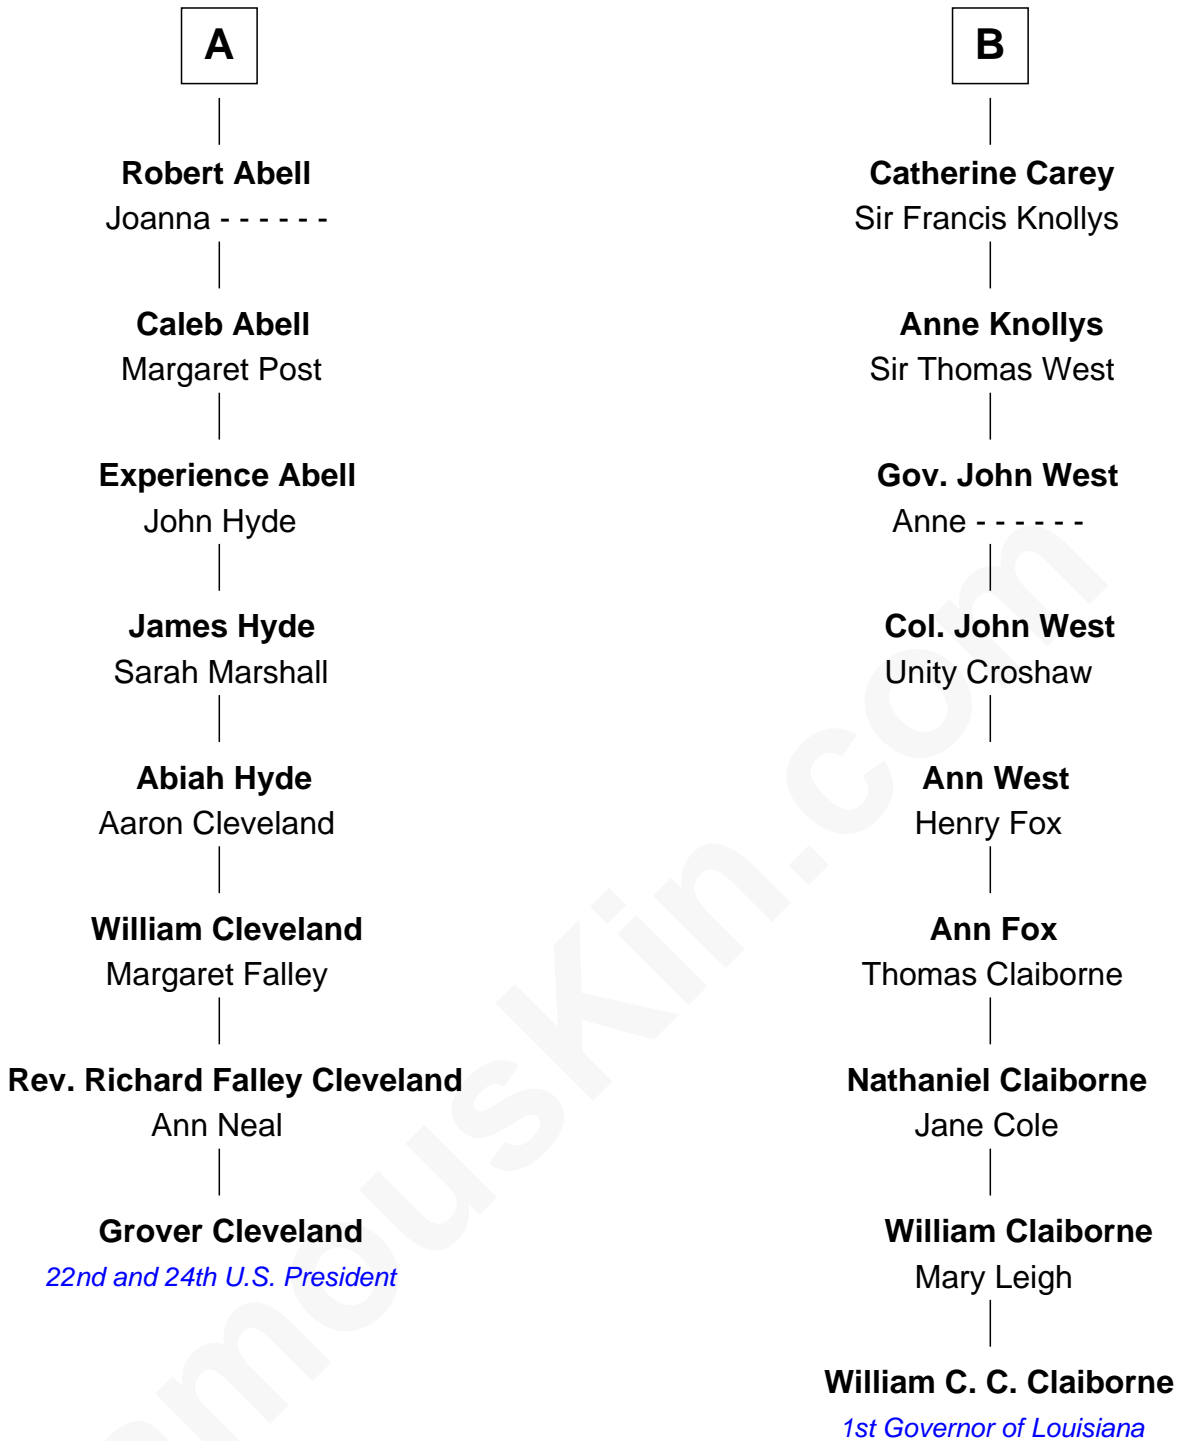 A
Robert Abell
Joanna - - - - - -
Caleb Abell
Margaret Post
Experience Abell
John Hyde
James Hyde
Sarah Marshall
Abiah Hyde
Aaron Cleveland
William Cleveland
Margaret Falley
Rev. Richard Falley Cleveland
Ann Neal
Grover Cleveland
22nd and 24th U.S. President
B
Catherine Carey
Sir Francis Knollys
Anne Knollys
Sir Thomas West
Gov. John West
Anne - - - - - -
Col. John West
Unity Croshaw
Ann West
Henry Fox
Ann Fox
Thomas Claiborne
Nathaniel Claiborne
Jane Cole
William Claiborne
Mary Leigh
William C. C. Claiborne
1st Governor of Louisiana
amouskin.com